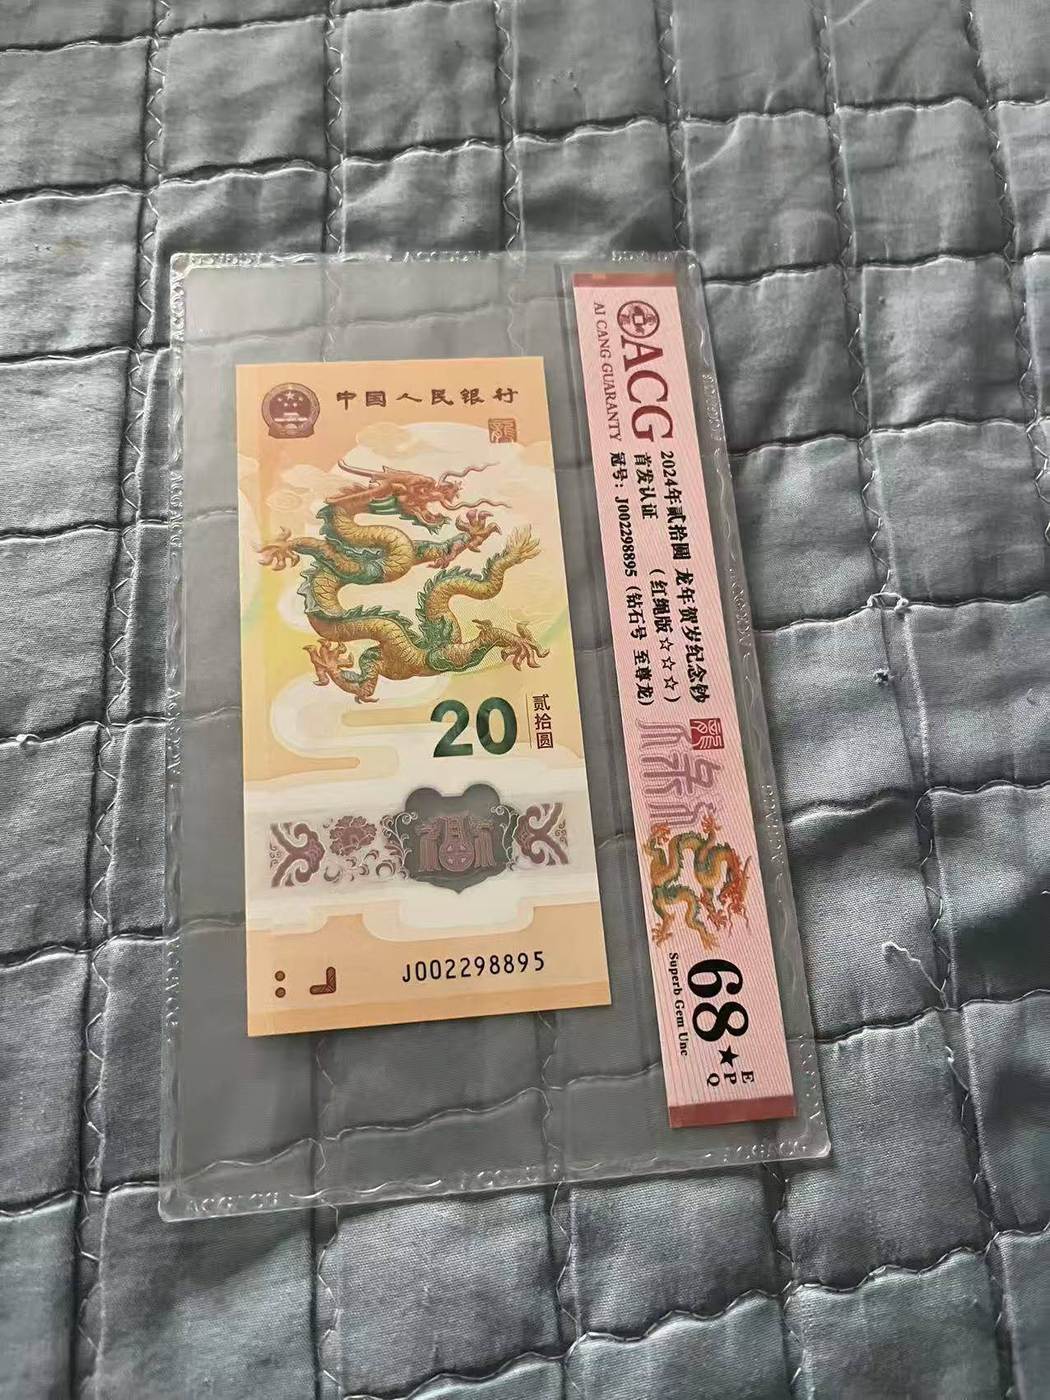 中国人民银行
20
贰拾圆
福
J002298895
ACG
AI CANG GUARANTY
2024年贰拾圆 龙年贺岁纪念钞
首发认证 （红绳版☆☆☆）
冠号：J002298895（钻石号 至尊龙）
68★
EPQ
Superb Gem Unc